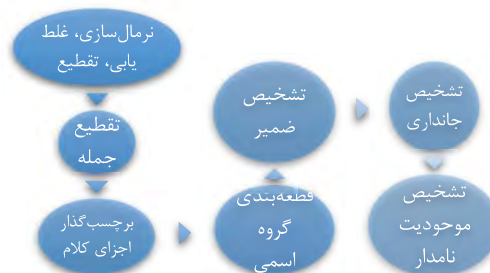 نرمال‌سازی، غلط
یابی، تقطیع
تقطیع
جمله
برچسب‌گذار
اجزای کلام
قطعه‌بندی
گروه
اسمی
تشخیص
ضمیر
تشخیص
جانداری
تشخیص
موجودیت
نامدار